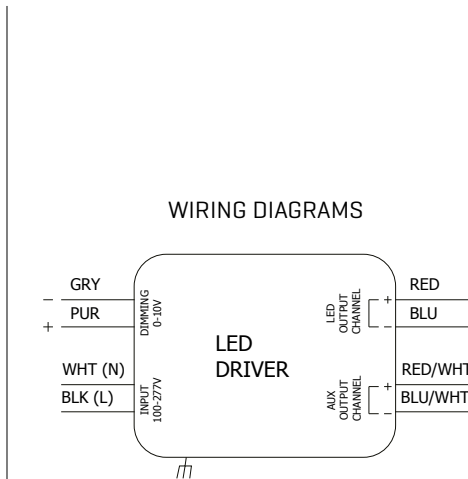 WIRING DIAGRAMS
GRY
−
PUR
+
DIMMING
0-10V
WHT (N)
BLK (L)
INPUT
100-277V
LED
DRIVER
LED
OUTPUT
CHANNEL
+
−
RED
BLU
AUX
OUTPUT
CHANNEL
+
−
RED/WHT
BLU/WHT